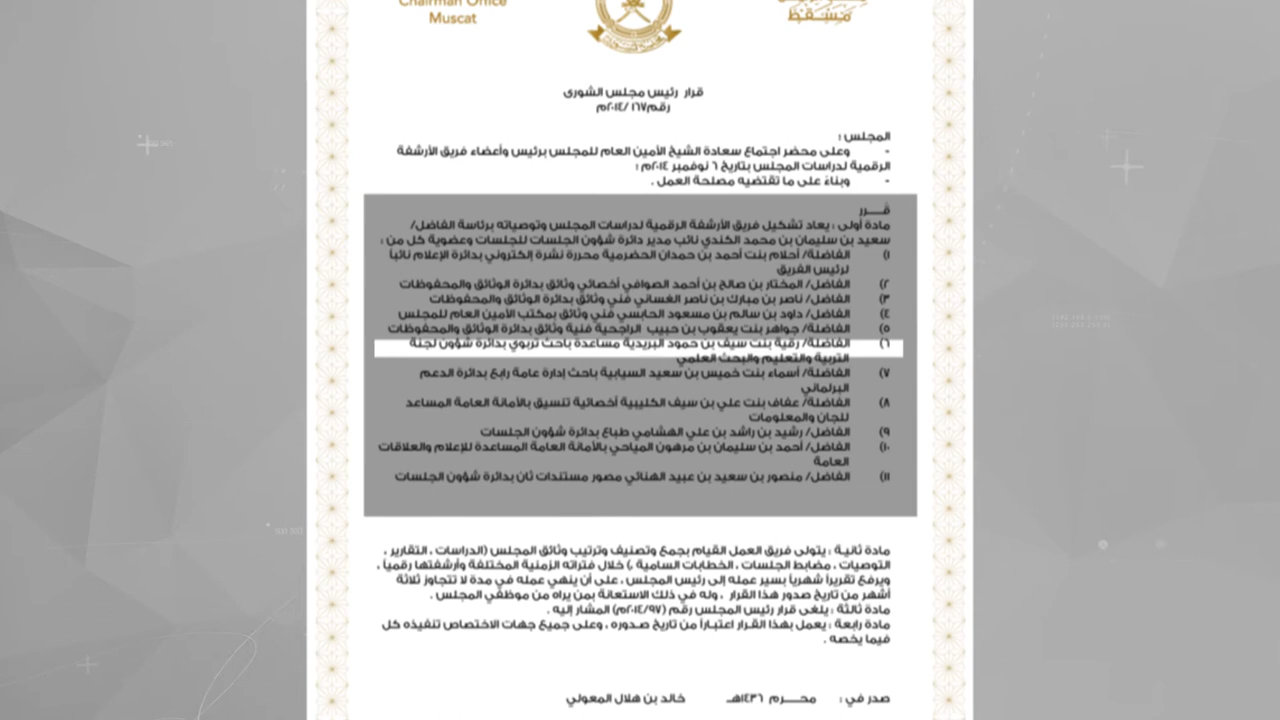 Chairman Office
Muscat
مسقط
قرار رئيس مجلس الشورى
رقم١٦٧ /٢٠١٤م
المجلس :
- وعلى محضر اجتماع سعادة الشيخ الأمين العام للمجلس برئيس وأعضاء فريق الأرشفة
الرقمية لدراسات المجلس بتاريخ ٦ نوفمبر ٢٠١٤م :
- وبناءً على ما تقتضيه مصلحة العمل .
قـــرر
مادة أولى : يعاد تشكيل فريق الأرشفة الرقمية لدراسات المجلس وتوصياته برئاسة الفاضل/
سعيد بن سليمان بن محمد الكندي نائب مدير دائرة شؤون الجلسات للجلسات وعضوية كل من :
١) الفاضلة/ أحلام بنت أحمد بن حمدان الحضرمية محررة نشرة إلكتروني بدائرة الإعلام نائباً
لرئيس الفريق
٢) الفاضل/ المختار بن صالح بن أحمد الصوافي أخصائي وثائق بدائرة الوثائق والمحفوظات
٣) الفاضل/ ناصر بن مبارك بن ناصر الغساني فني وثائق بدائرة الوثائق والمحفوظات
٤) الفاضل/ داود بن سالم بن مسعود الحابسي فني وثائق بمكتب الأمين العام للمجلس
٥) الفاضلة/ جواهر بنت يعقوب بن حبيب الراجحية فنية وثائق بدائرة الوثائق والمحفوظات
٦) الفاضلة/ رقية بنت سيف بن حمود البريدية مساعدة باحث تربوي بدائرة شؤون لجنة
التربية والتعليم والبحث العلمي
٧) الفاضلة/ أسماء بنت خميس بن سعيد السيابية باحث إدارة عامة رابع بدائرة الدعم
البرلماني
٨) الفاضلة/ عفاف بنت علي بن سيف الكليبية أخصائية تنسيق بالأمانة العامة المساعد
للجان والمعلومات
٩) الفاضل/ رشيد بن راشد بن علي الهشامي طباع بدائرة شؤون الجلسات
١٠) الفاضل/ أحمد بن سليمان بن مرهون المياحي بالأمانة العامة المساعدة للإعلام والعلاقات
العامة
١١) الفاضل/ منصور بن سعيد بن عبيد الهنائي مصور مستندات ثان بدائرة شؤون الجلسات
مادة ثانية : يتولى فريق العمل القيام بجمع وتصنيف وترتيب وثائق المجلس (الدراسات ، التقارير ،
التوصيات ، مضابط الجلسات ، الخطابات السامية ،) خلال فتراته الزمنية المختلفة وأرشفتها رقمياً ،
ويرفع تقريراً شهرياً بسير عمله إلى رئيس المجلس ، على أن ينهي عمله في مدة لا تتجاوز ثلاثة
أشهر من تاريخ صدور هذا القرار ، وله في ذلك الاستعانة بمن يراه من موظفي المجلس .
مادة ثالثة : يلغى قرار رئيس المجلس رقم (٢٠١٤/٩٧م) المشار إليه .
مادة رابعة : يعمل بهذا القرار اعتباراً من تاريخ صدوره ، وعلى جميع جهات الاختصاص تنفيذه كل
فيما يخصه .
صدر في : محـــرم ١٤٣٦هـ خالد بن هلال المعولي